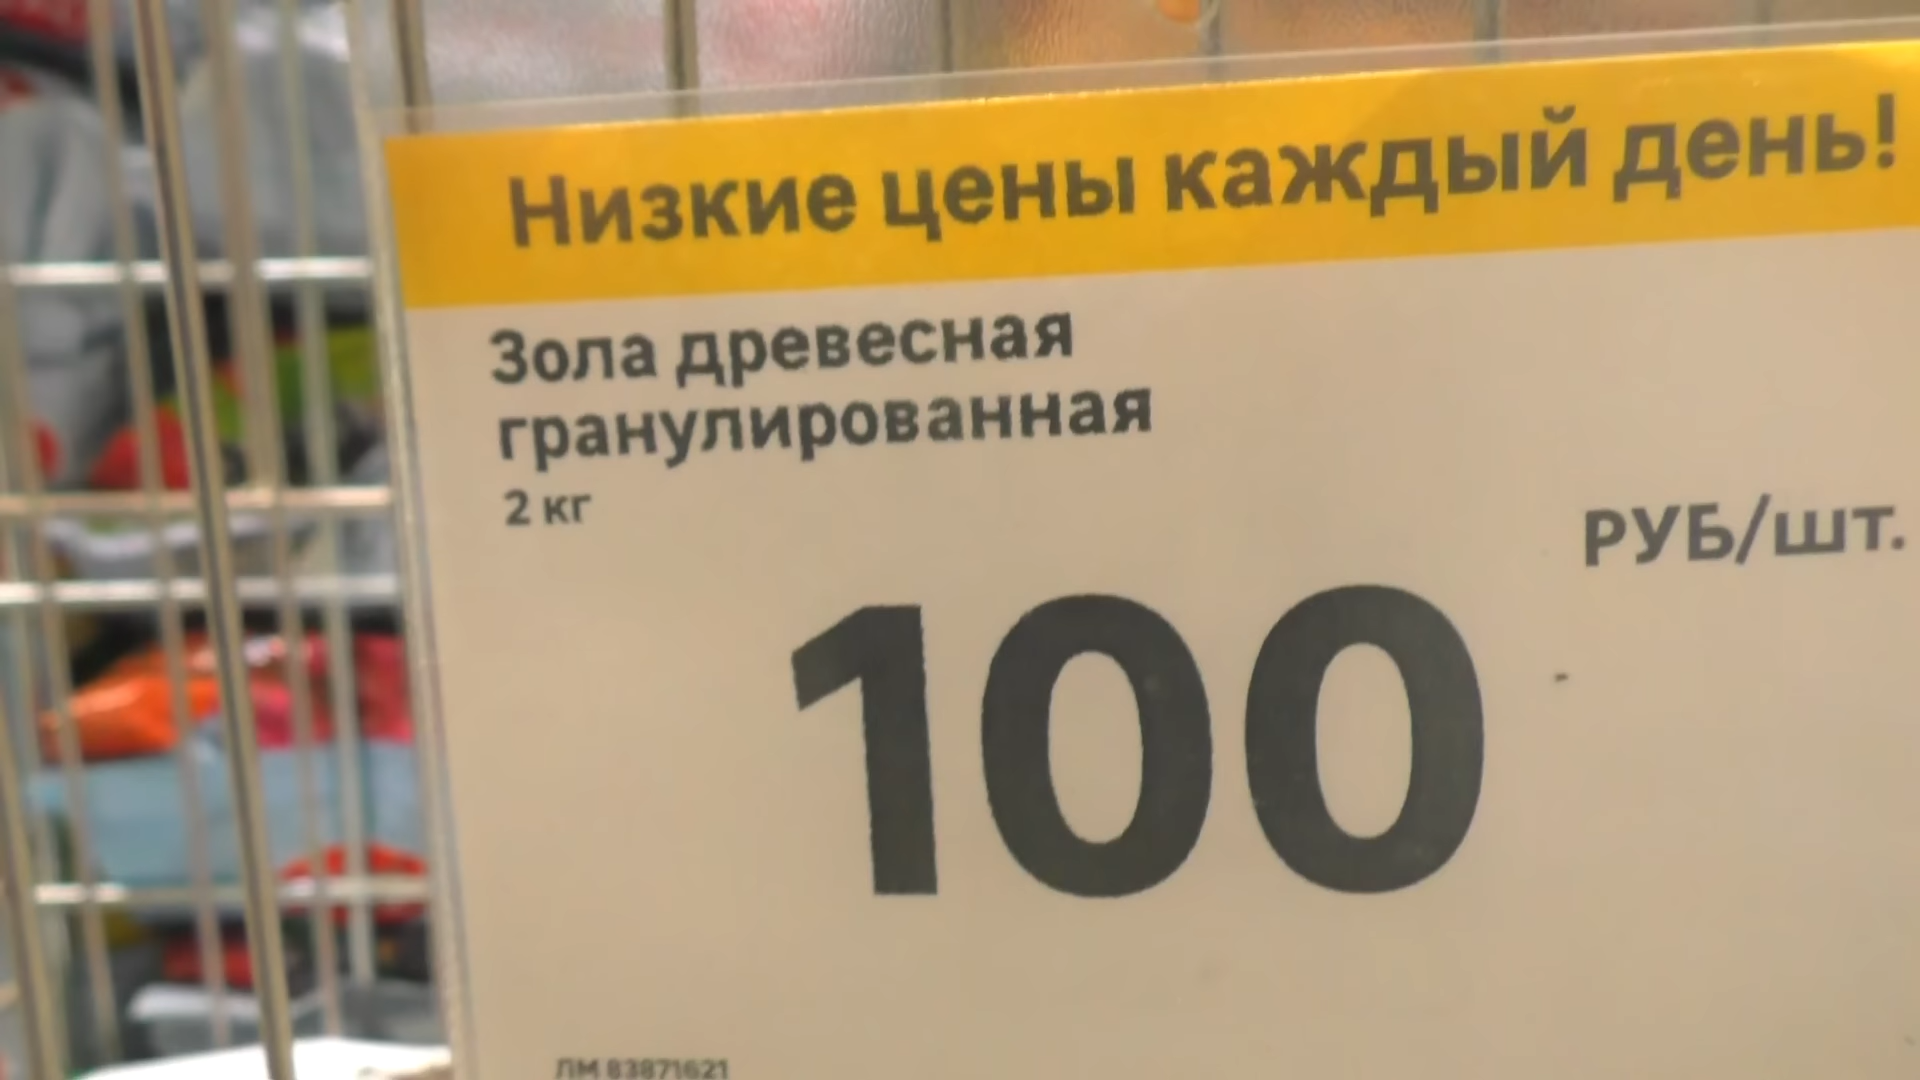 Низкие цены каждый день!
Зола древесная
гранулированная
2 кг
РУБ/шт.
100
ЛМ 83871621